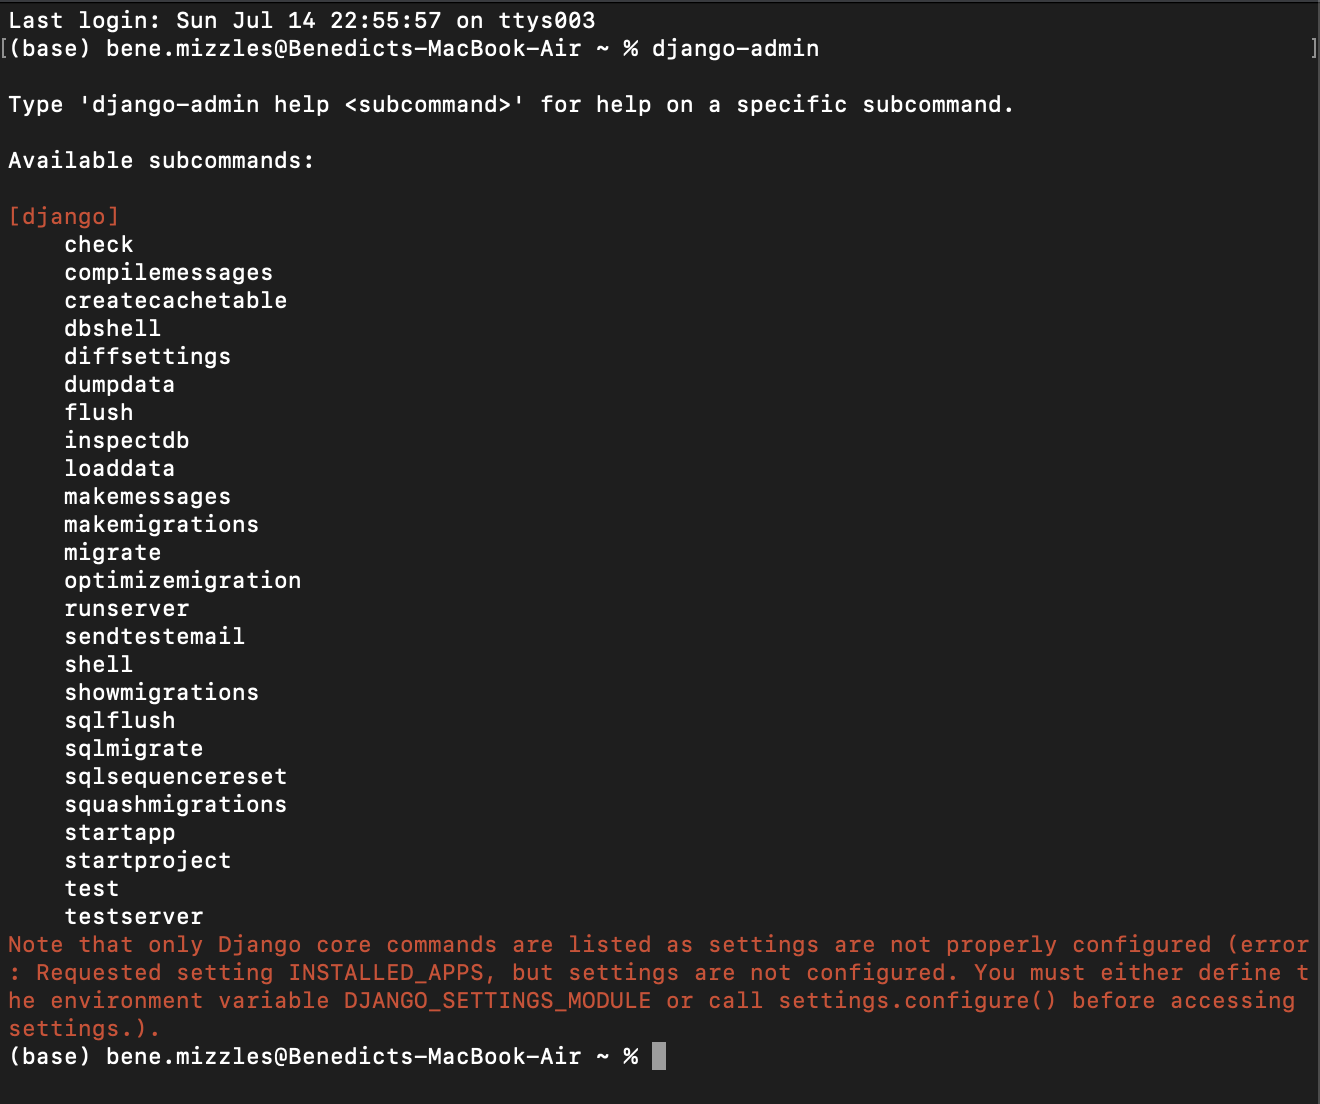 Last login: Sun Jul 14 22:55:57 on ttys003
[(base) bene.mizzles@Benedicts-MacBook-Air ~ % django-admin ]
Type 'django-admin help <subcommand>' for help on a specific subcommand.
Available subcommands:
[django]
check
compilemessages
createcachetable
dbshell
diffsettings
dumpdata
flush
inspectdb
loaddata
makemessages
makemigrations
migrate
optimizemigration
runserver
sendtestemail
shell
showmigrations
sqlflush
sqlmigrate
sqlsequencereset
squashmigrations
startapp
startproject
test
testserver
Note that only Django core commands are listed as settings are not properly configured (error
: Requested setting INSTALLED_APPS, but settings are not configured. You must either define t
he environment variable DJANGO_SETTINGS_MODULE or call settings.configure() before accessing
settings.).
(base) bene.mizzles@Benedicts-MacBook-Air ~ %